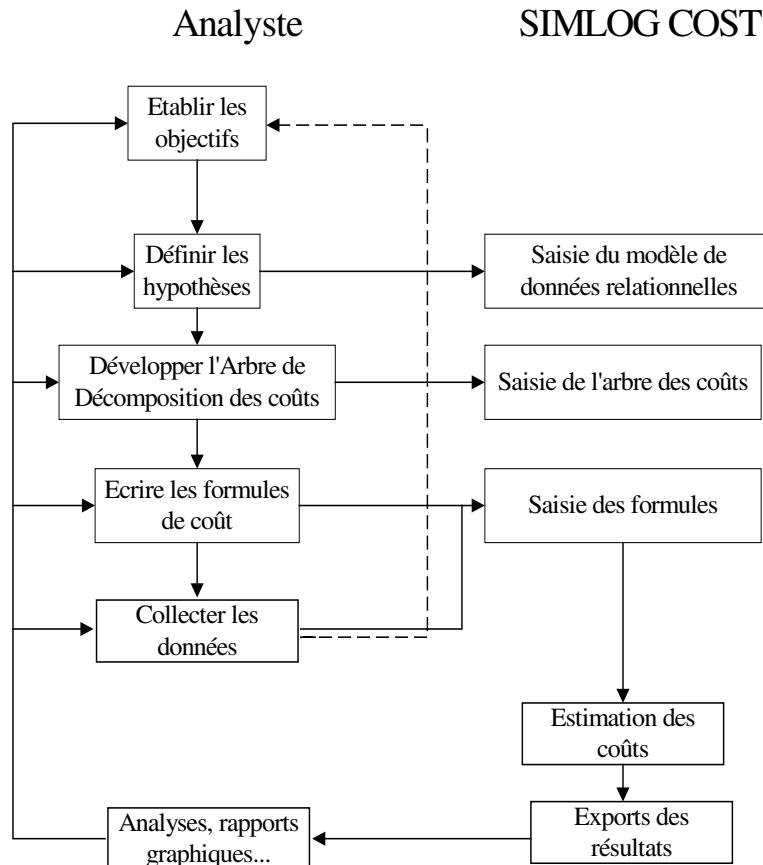 Analyste
SIMLOG COST
Etablir les
objectifs
Définir les
hypothèses
Saisie du modèle de
données relationnelles
Développer l'Arbre de
Décomposition des coûts
Saisie de l'arbre des coûts
Ecrire les formules
de coût
Saisie des formules
Collecter les
données
Estimation des
coûts
Analyses, rapports
graphiques...
Exports des
résultats